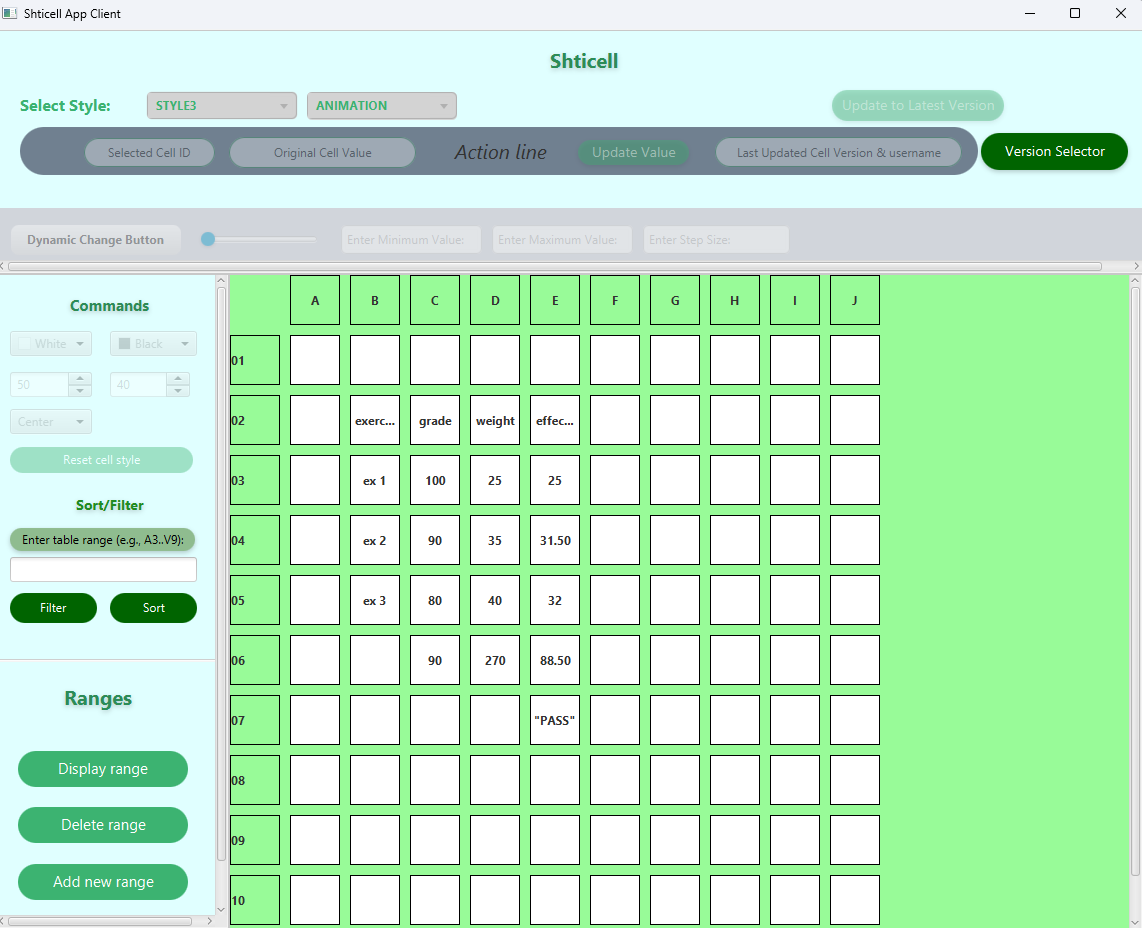 Shticell App Client
Shticell
Select Style: STYLE3 ANIMATION Update to Latest Version
Selected Cell ID Original Cell Value Action line Update Value Last Updated Cell Version & username Version Selector
Dynamic Change Button Enter Minimum Value: Enter Maximum Value: Enter Step Size:
Commands
White Black
50 40
Center
Reset cell style
Sort/Filter
Enter table range (e.g., A3..V9):
Filter Sort
Ranges
Display range
Delete range
Add new range
A B C D E F G H I J
01
02 exerc... grade weight effec...
03 ex 1 100 25 25
04 ex 2 90 35 31.50
05 ex 3 80 40 32
06 90 270 88.50
07 "PASS"
08
09
10